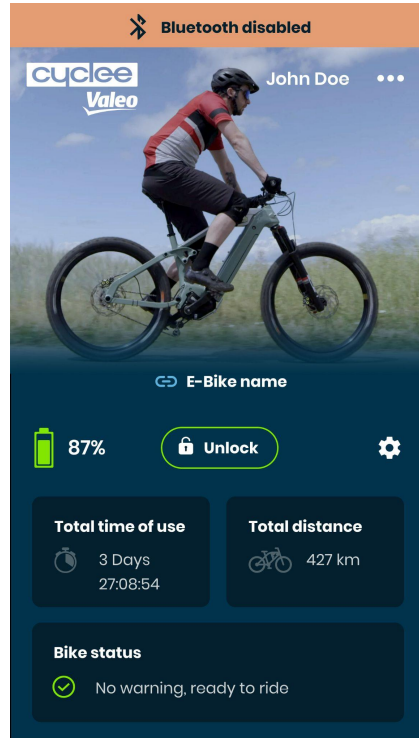 Bluetooth disabled
cyclee
Valeo
John Doe
E-Bike name
87%
Unlock
Total time of use
3 Days
27:08:54
Total distance
427 km
Bike status
No warning, ready to ride